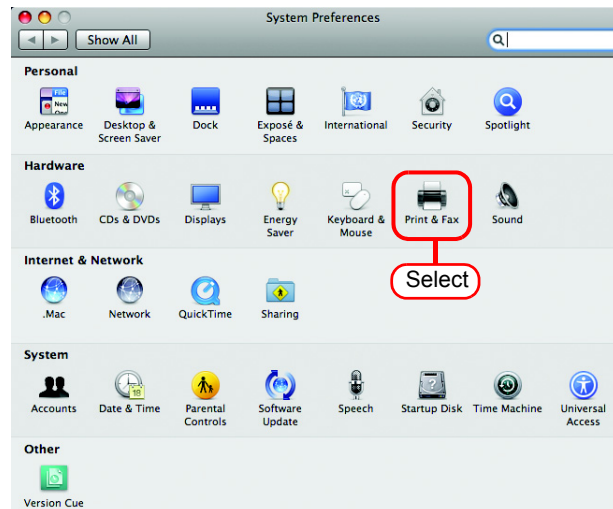 System Preferences
Show All
Personal
Appearance
Desktop & Screen Saver
Dock
Exposé & Spaces
International
Security
Spotlight
Hardware
Bluetooth
CDs & DVDs
Displays
Energy Saver
Keyboard & Mouse
Print & Fax
Sound
Select
Internet & Network
.Mac
Network
QuickTime
Sharing
System
Accounts
Date & Time
Parental Controls
Software Update
Speech
Startup Disk
Time Machine
Universal Access
Other
Version Cue